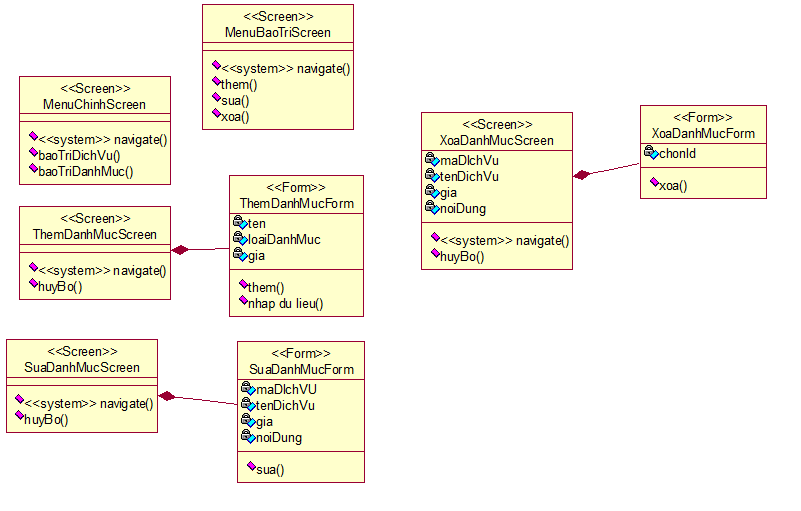 <<Screen>>
MenuBaoTriScreen
<<system>> navigate()
them()
sua()
xoa()
<<Screen>>
MenuChinhScreen
<<system>> navigate()
baoTriDichVu()
baoTriDanhMuc()
<<Screen>>
XoaDanhMucScreen
maDIchVu
tenDichVu
gia
noiDung
<<system>> navigate()
huyBo()
<<Form>>
XoaDanhMucForm
chonId
xoa()
<<Screen>>
ThemDanhMucScreen
<<system>> navigate()
huyBo()
<<Form>>
ThemDanhMucForm
ten
loaiDanhMuc
gia
them()
nhap du lieu()
<<Screen>>
SuaDanhMucScreen
<<system>> navigate()
huyBo()
<<Form>>
SuaDanhMucForm
maDIchVU
tenDichVu
gia
noiDung
sua()